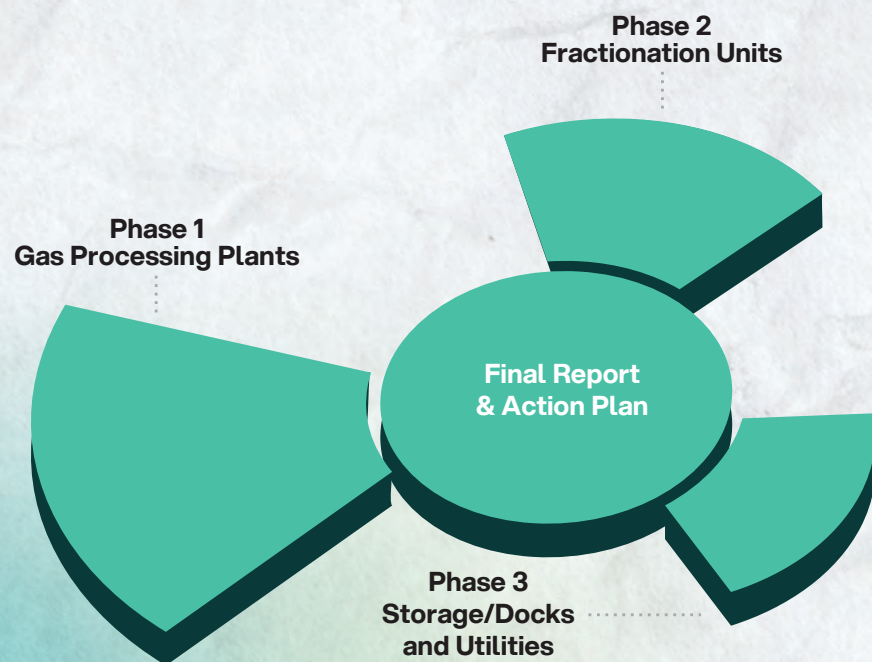 Phase 2
Fractionation Units
Phase 1
Gas Processing Plants
Final Report
& Action Plan
Phase 3
Storage/Docks
and Utilities